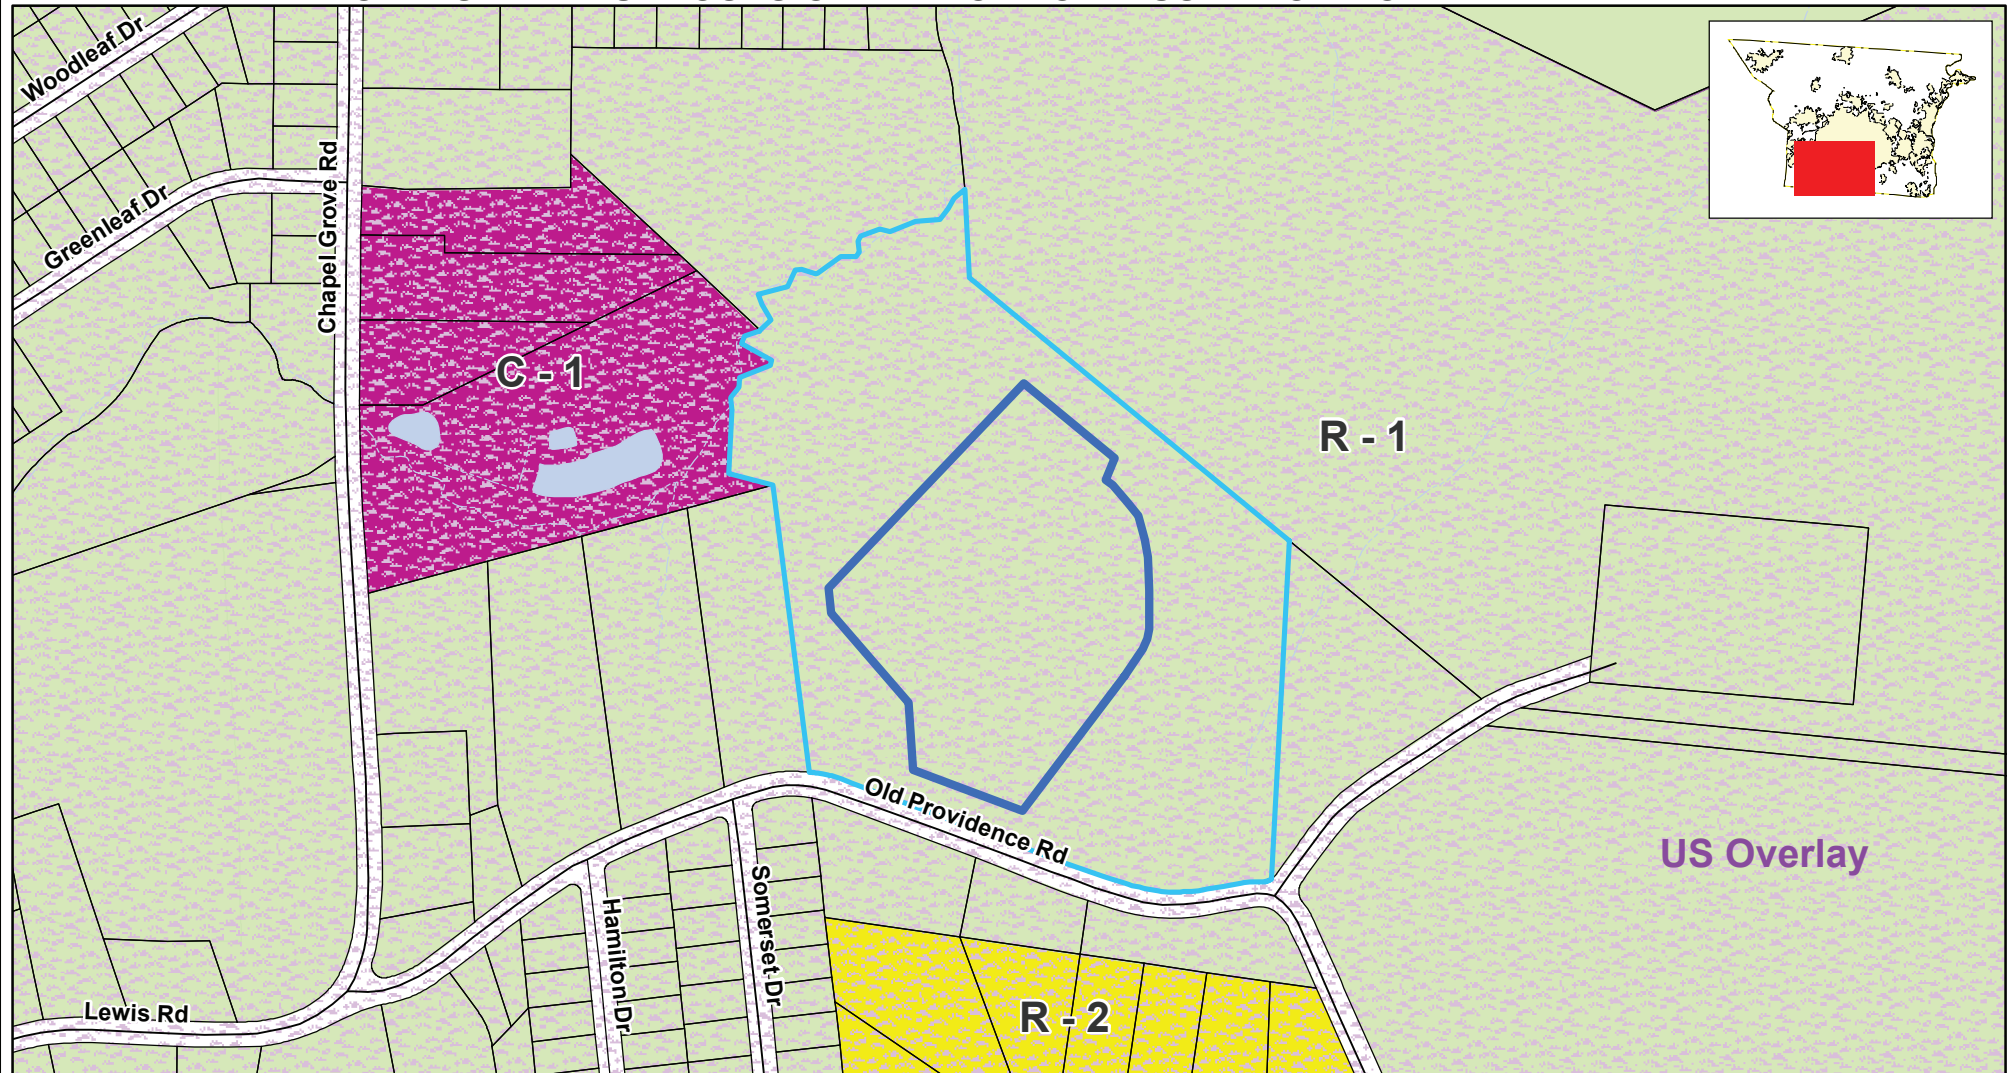 Woodleaf Dr
Greenleaf Dr
Chapel Grove Rd
C - 1
R - 1
Old Providence Rd
US Overlay
Somerset Dr
Hamilton Dr
R - 2
Lewis Rd